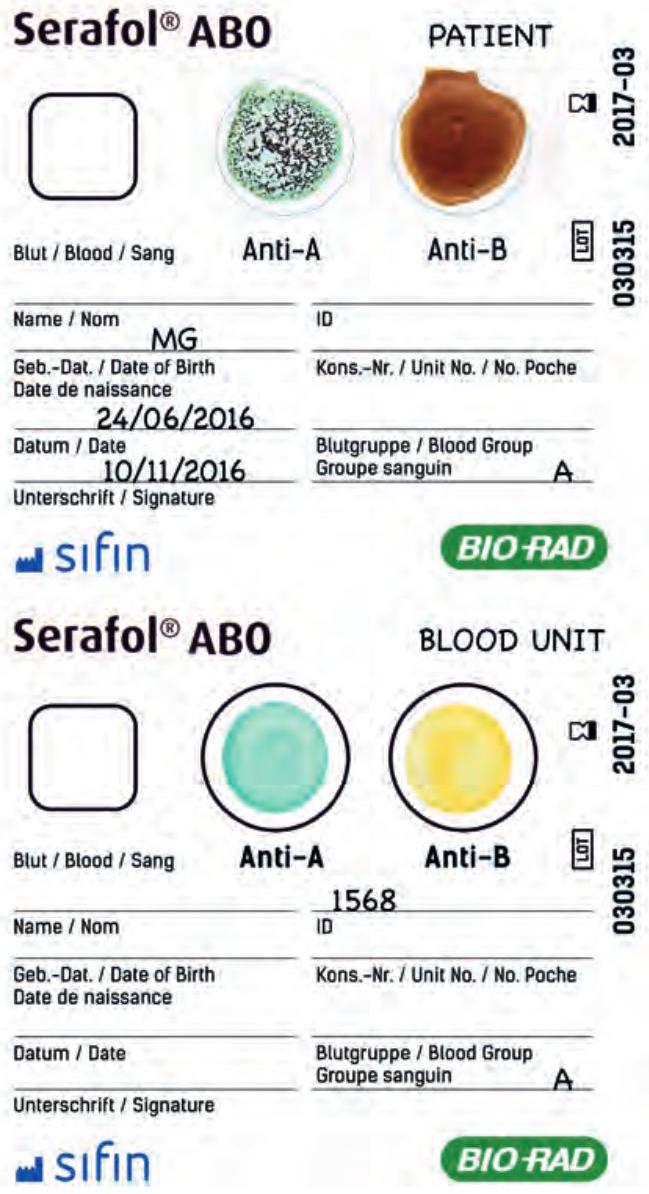 Serafol® ABO
PATIENT
2017-03
Blut / Blood / Sang
Anti-A
Anti-B
LOT
030315
Name / Nom
MG
ID
Geb.-Dat. / Date of Birth
Date de naissance
24/06/2016
Kons.-Nr. / Unit No. / No. Poche
Datum / Date
10/11/2016
Blutgruppe / Blood Group
Groupe sanguin
A
Unterschrift / Signature
sifin
BIO-RAD
Serafol® ABO
BLOOD UNIT
2017-03
Blut / Blood / Sang
Anti-A
Anti-B
LOT
030315
1568
Name / Nom
ID
Geb.-Dat. / Date of Birth
Date de naissance
Kons.-Nr. / Unit No. / No. Poche
Datum / Date
Blutgruppe / Blood Group
Groupe sanguin
A
Unterschrift / Signature
sifin
BIO-RAD